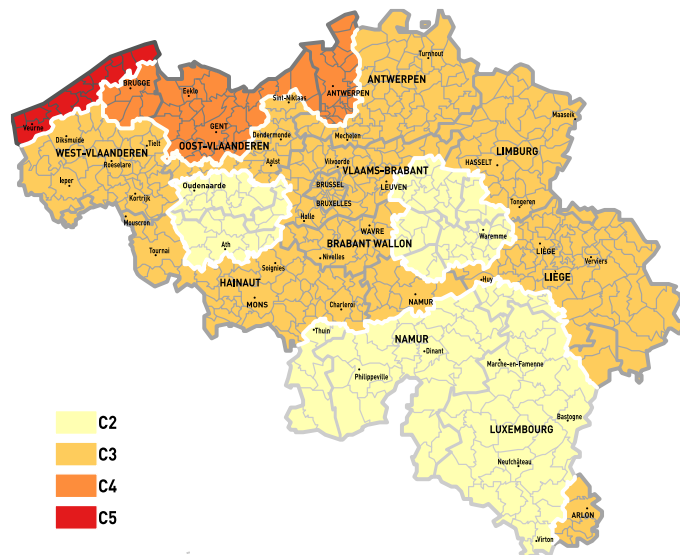 Turnhout
ANTWERPEN
BRUGGE
Eeklo
ANTWERPEN
Sint-Niklaas
Maaseik
Veurne
GENT
Diksmuide
Tielt
OOST-VLAANDEREN
Dendermonde
Mechelen
WEST-VLAANDEREN
Roeselare
Aalst
Vilvoorde
VLAAMS-BRABANT
HASSELT
LIMBURG
Ieper
Oudenaarde
BRUSSEL
LEUVEN
Kortrijk
BRUXELLES
Tongeren
Mouscron
Halle
WAVRE
Waremme
Ath
BRABANT WALLON
LIÈGE
Tournai
Nivelles
Verviers
Soignies
LIÈGE
HAINAUT
Huy
MONS
Charleroi
NAMUR
Thuin
NAMUR
Dinant
Marche-en-Famenne
Philippeville
Bastogne
C2
LUXEMBOURG
C3
Neufchâteau
C4
C5
ARLON
Virton